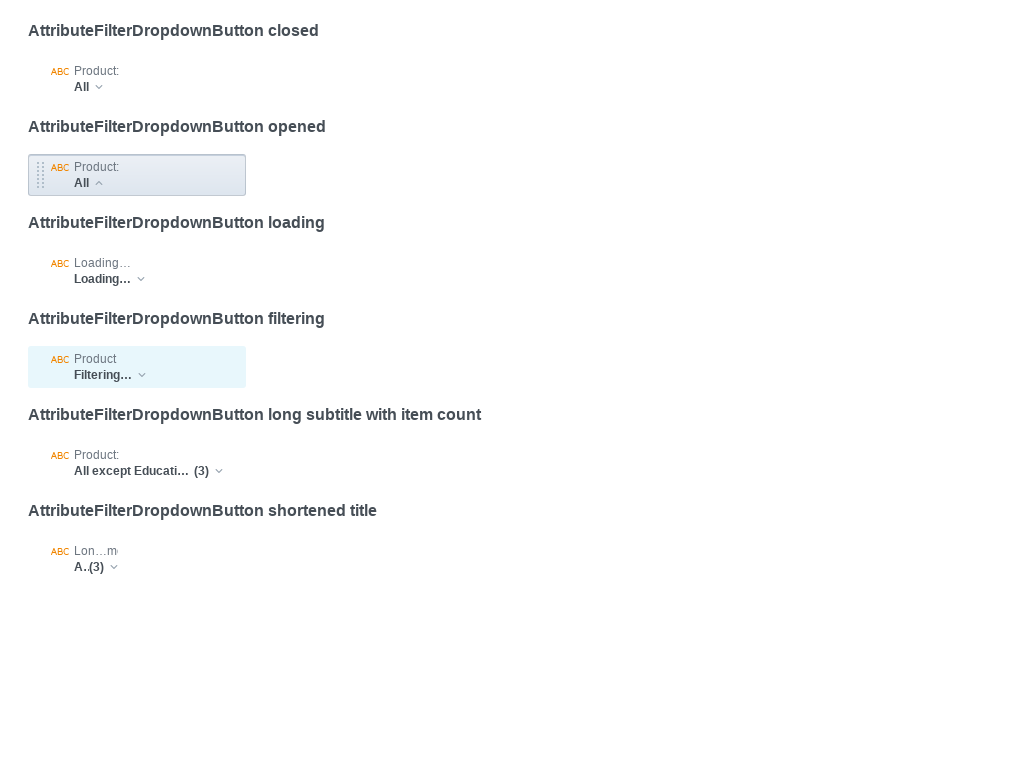 AttributeFilterDropdownButton closed
ABC Product:
All
AttributeFilterDropdownButton opened
ABC Product:
All
AttributeFilterDropdownButton loading
ABC Loading…
Loading…
AttributeFilterDropdownButton filtering
ABC Product
Filtering…
AttributeFilterDropdownButton long subtitle with item count
ABC Product:
All except Educati… (3)
AttributeFilterDropdownButton shortened title
ABC Lon…m
A..(3)